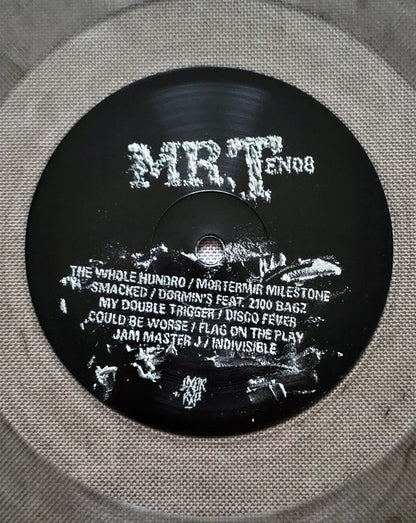 MR.TEN08
THE WHOLE HUNDRO / MORTERMIR MILESTONE
SMACKED / DORMIN'S FEAT. 2100 BAGZ
MY DOUBLE TRIGGER / DISCO FEVER
COULD BE WORSE / FLAG ON THE PLAY
JAM MASTER J / INDIVISIBLE